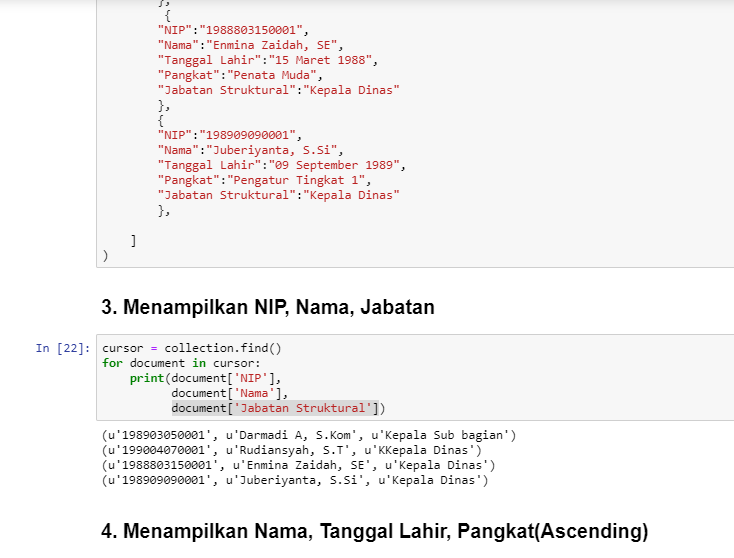 },
{
"NIP":"1988803150001",
"Nama":"Enmina Zaidah, SE",
"Tanggal Lahir":"15 Maret 1988",
"Pangkat":"Penata Muda",
"Jabatan Struktural":"Kepala Dinas"
},
{
"NIP":"198909090001",
"Nama":"Juberiyanta, S.Si",
"Tanggal Lahir":"09 September 1989",
"Pangkat":"Pengatur Tingkat 1",
"Jabatan Struktural":"Kepala Dinas"
},
]
)
3. Menampilkan NIP, Nama, Jabatan
In [22]: cursor = collection.find()
for document in cursor:
print(document['NIP'],
document['Nama'],
document['Jabatan Struktural'])
(u'198903050001', u'Darmadi A, S.Kom', u'Kepala Sub bagian')
(u'199004070001', u'Rudiansyah, S.T', u'KKepala Dinas')
(u'1988803150001', u'Enmina Zaidah, SE', u'Kepala Dinas')
(u'198909090001', u'Juberiyanta, S.Si', u'Kepala Dinas')
4. Menampilkan Nama, Tanggal Lahir, Pangkat(Ascending)